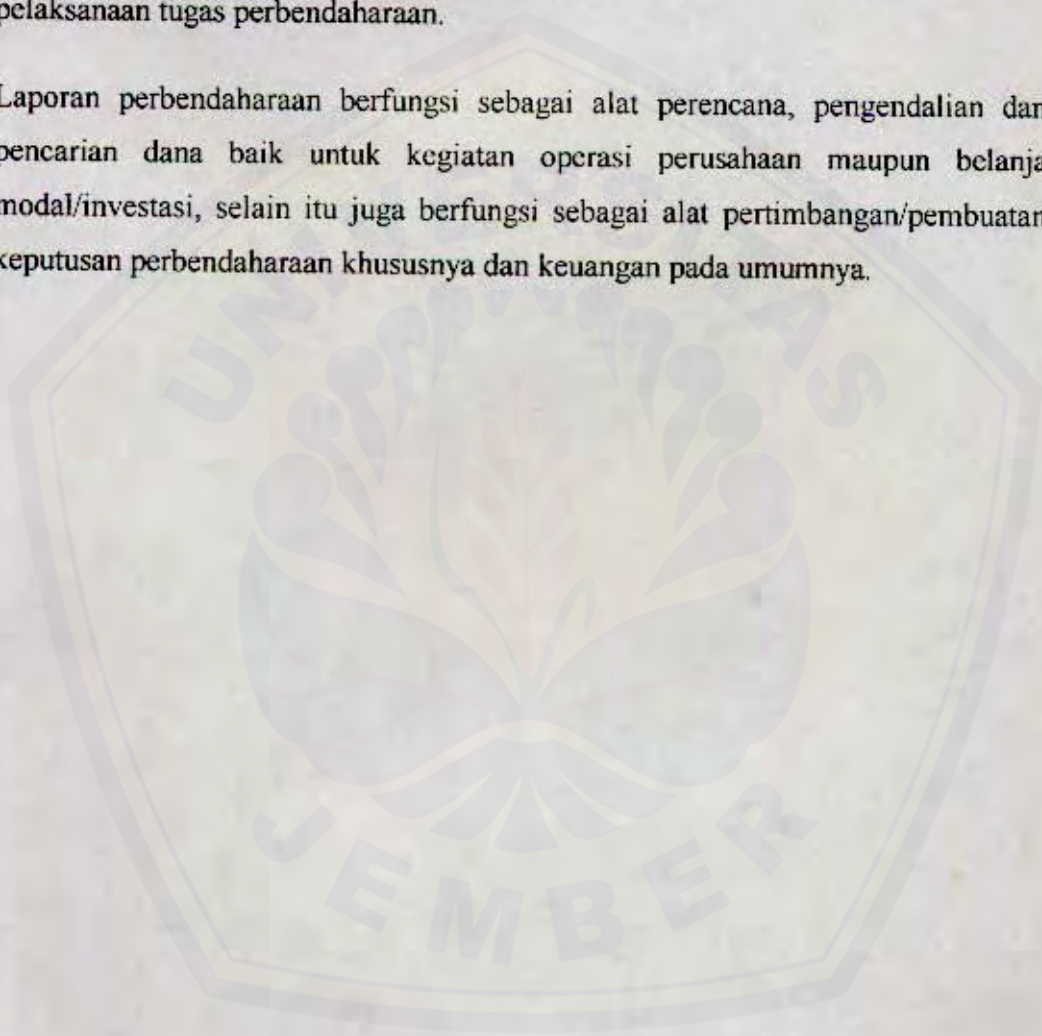 pelaksanaan tugas perbendaharaan.
Laporan perbendaharaan berfungsi sebagai alat perencana, pengendalian dan
pencarian dana baik untuk kegiatan operasi perusahaan maupun belanja
modal/investasi, selain itu juga berfungsi sebagai alat pertimbangan/pembuatan
keputusan perbendaharaan khususnya dan keuangan pada umumnya.
UNIVERSITAS
JEMBER